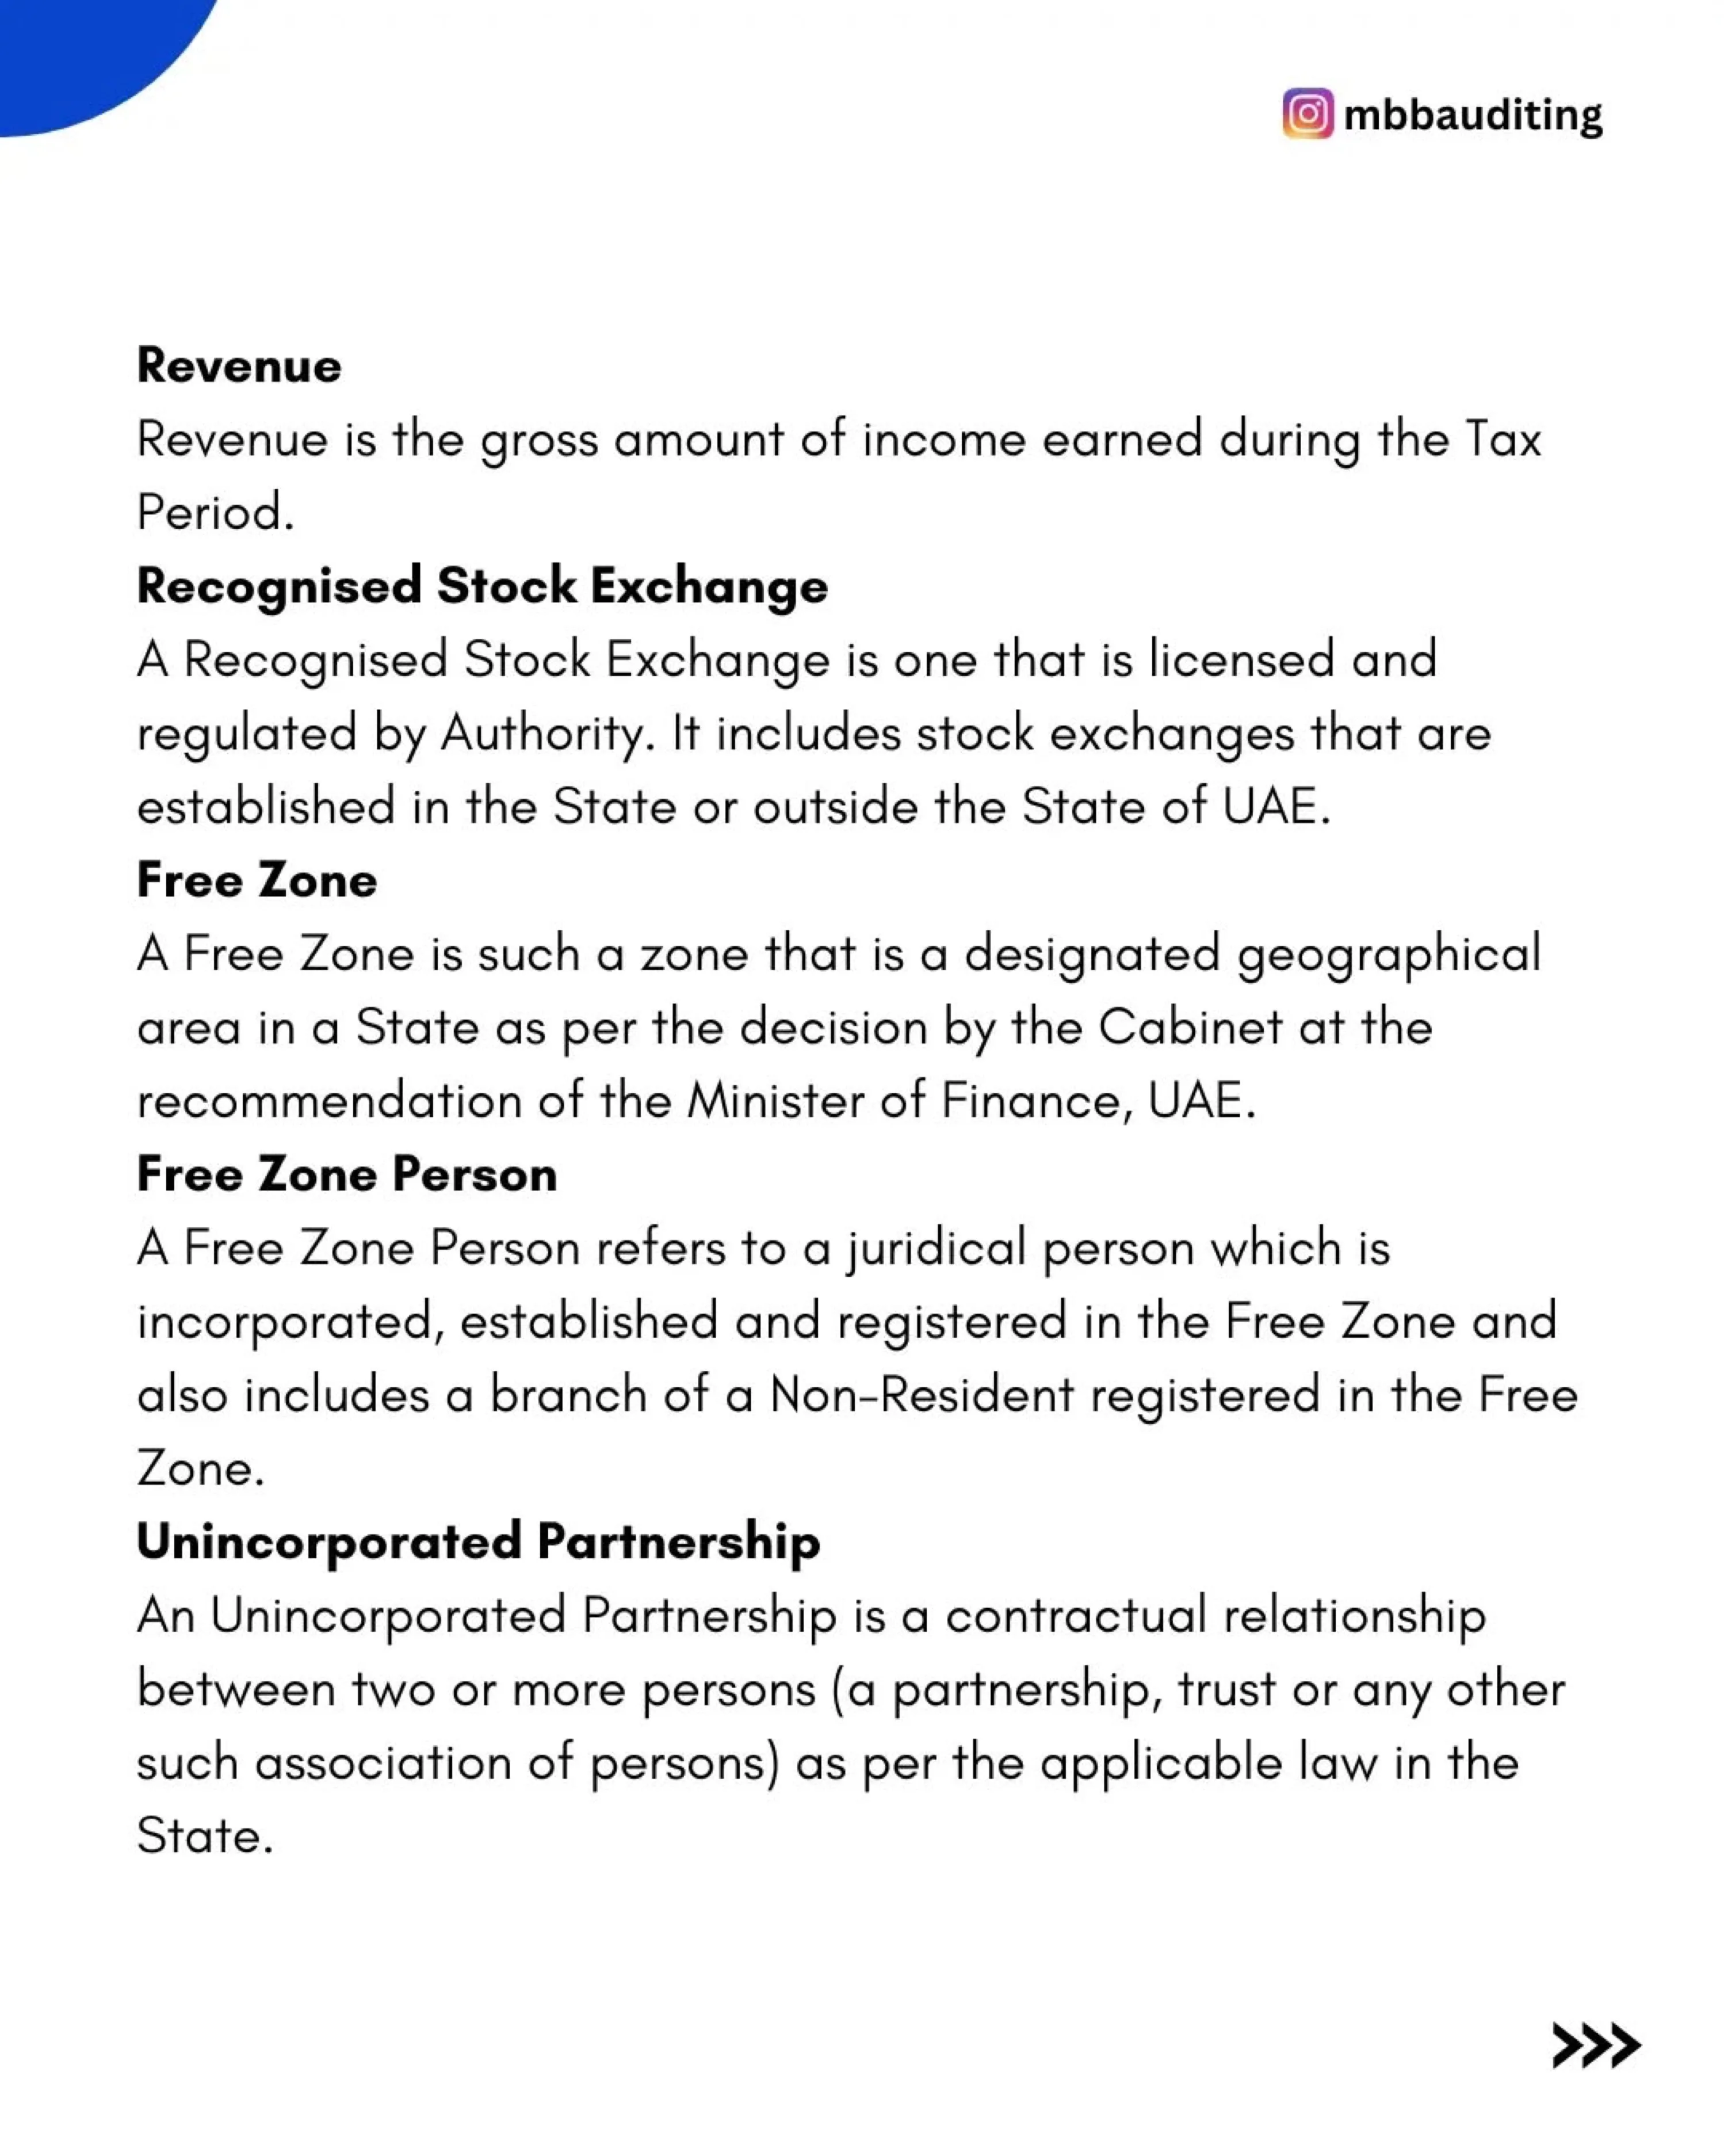 mbbauditing
Revenue
Revenue is the gross amount of income earned during the Tax
Period.
Recognised Stock Exchange
A Recognised Stock Exchange is one that is licensed and
regulated by Authority. It includes stock exchanges that are
established in the State or outside the State of UAE.
Free Zone
A Free Zone is such a zone that is a designated geographical
area in a State as per the decision by the Cabinet at the
recommendation of the Minister of Finance, UAE.
Free Zone Person
A Free Zone Person refers to a juridical person which is
incorporated, established and registered in the Free Zone and
also includes a branch of a Non-Resident registered in the Free
Zone.
Unincorporated Partnership
An Unincorporated Partnership is a contractual relationship
between two or more persons (a partnership, trust or any other
such association of persons) as per the applicable law in the
State.